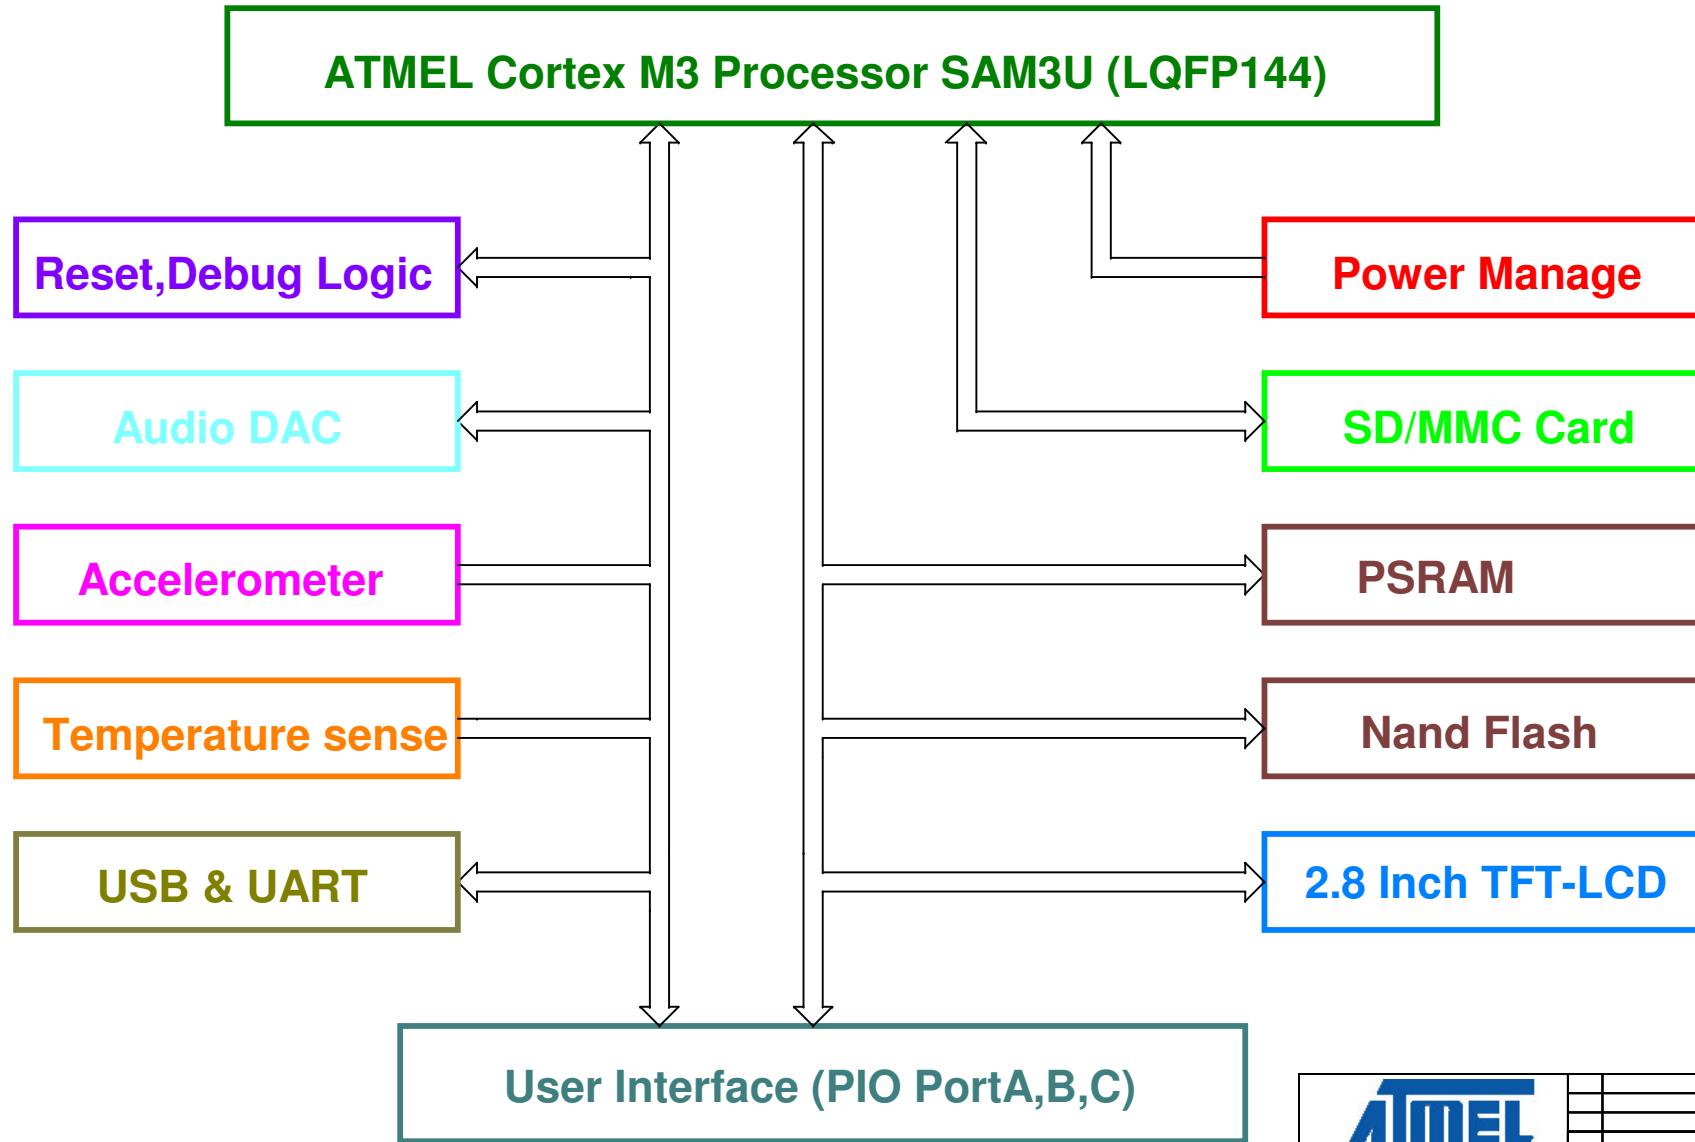 ATMEL Cortex M3 Processor SAM3U (LQFP144)
Reset,Debug Logic
Power Manage
Audio DAC
SD/MMC Card
Accelerometer
PSRAM
Temperature sense
Nand Flash
USB & UART
2.8 Inch TFT-LCD
User Interface (PIO PortA,B,C)
ATMEL